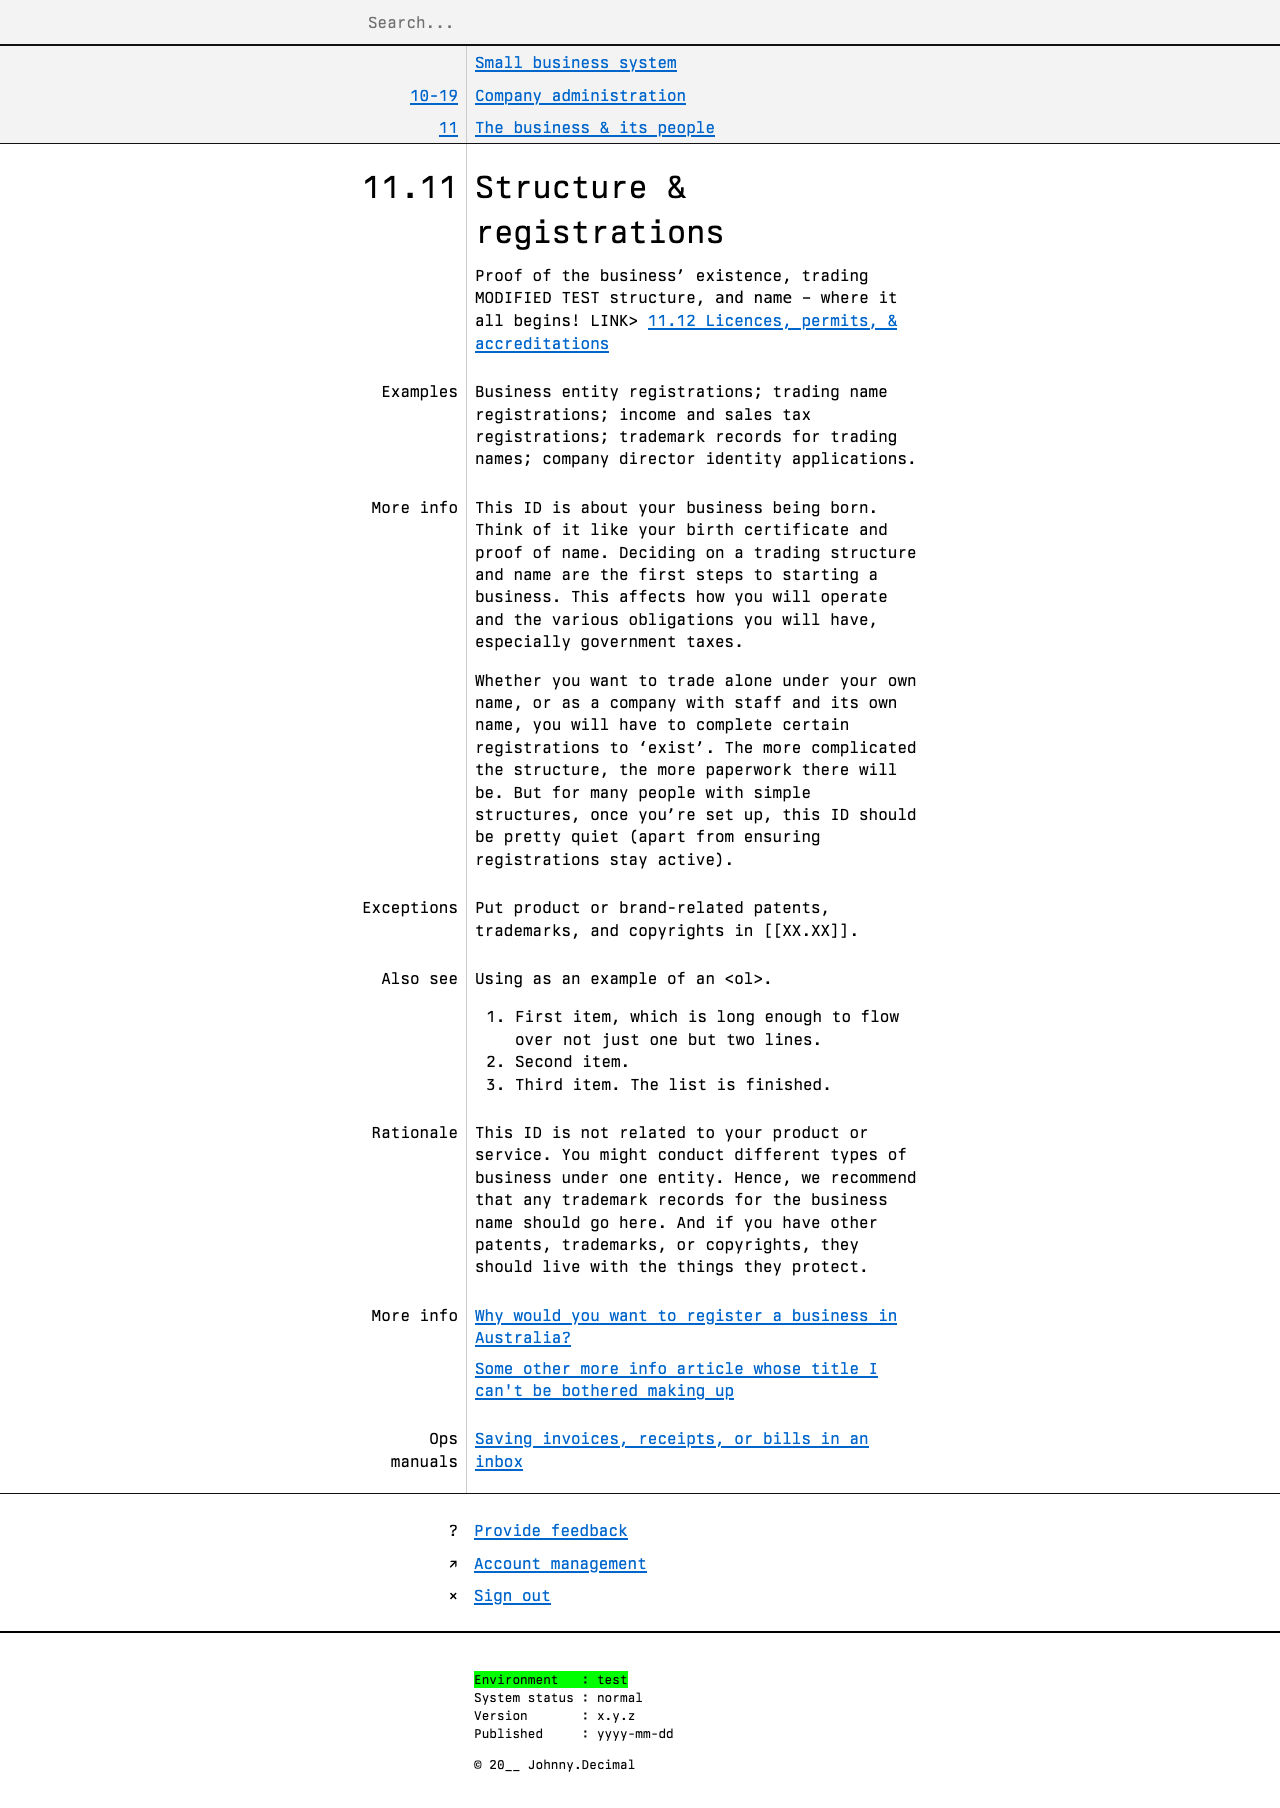 Search...
Small business system
10-19 Company administration
11 The business & its people
11.11 Structure &
registrations
Proof of the business’ existence, trading
MODIFIED TEST structure, and name – where it
all begins! LINK> 11.12 Licences, permits, &
accreditations
Examples Business entity registrations; trading name
registrations; income and sales tax
registrations; trademark records for trading
names; company director identity applications.
More info This ID is about your business being born.
Think of it like your birth certificate and
proof of name. Deciding on a trading structure
and name are the first steps to starting a
business. This affects how you will operate
and the various obligations you will have,
especially government taxes.
Whether you want to trade alone under your own
name, or as a company with staff and its own
name, you will have to complete certain
registrations to ‘exist’. The more complicated
the structure, the more paperwork there will
be. But for many people with simple
structures, once you’re set up, this ID should
be pretty quiet (apart from ensuring
registrations stay active).
Exceptions Put product or brand-related patents,
trademarks, and copyrights in [[XX.XX]].
Also see Using as an example of an <ol>.
1. First item, which is long enough to flow
over not just one but two lines.
2. Second item.
3. Third item. The list is finished.
Rationale This ID is not related to your product or
service. You might conduct different types of
business under one entity. Hence, we recommend
that any trademark records for the business
name should go here. And if you have other
patents, trademarks, or copyrights, they
should live with the things they protect.
More info Why would you want to register a business in
Australia?
Some other more info article whose title I
can't be bothered making up
Ops Saving invoices, receipts, or bills in an
manuals inbox
? Provide feedback
↗ Account management
× Sign out
Environment : test
System status : normal
Version : x.y.z
Published : yyyy-mm-dd
© 20__ Johnny.Decimal